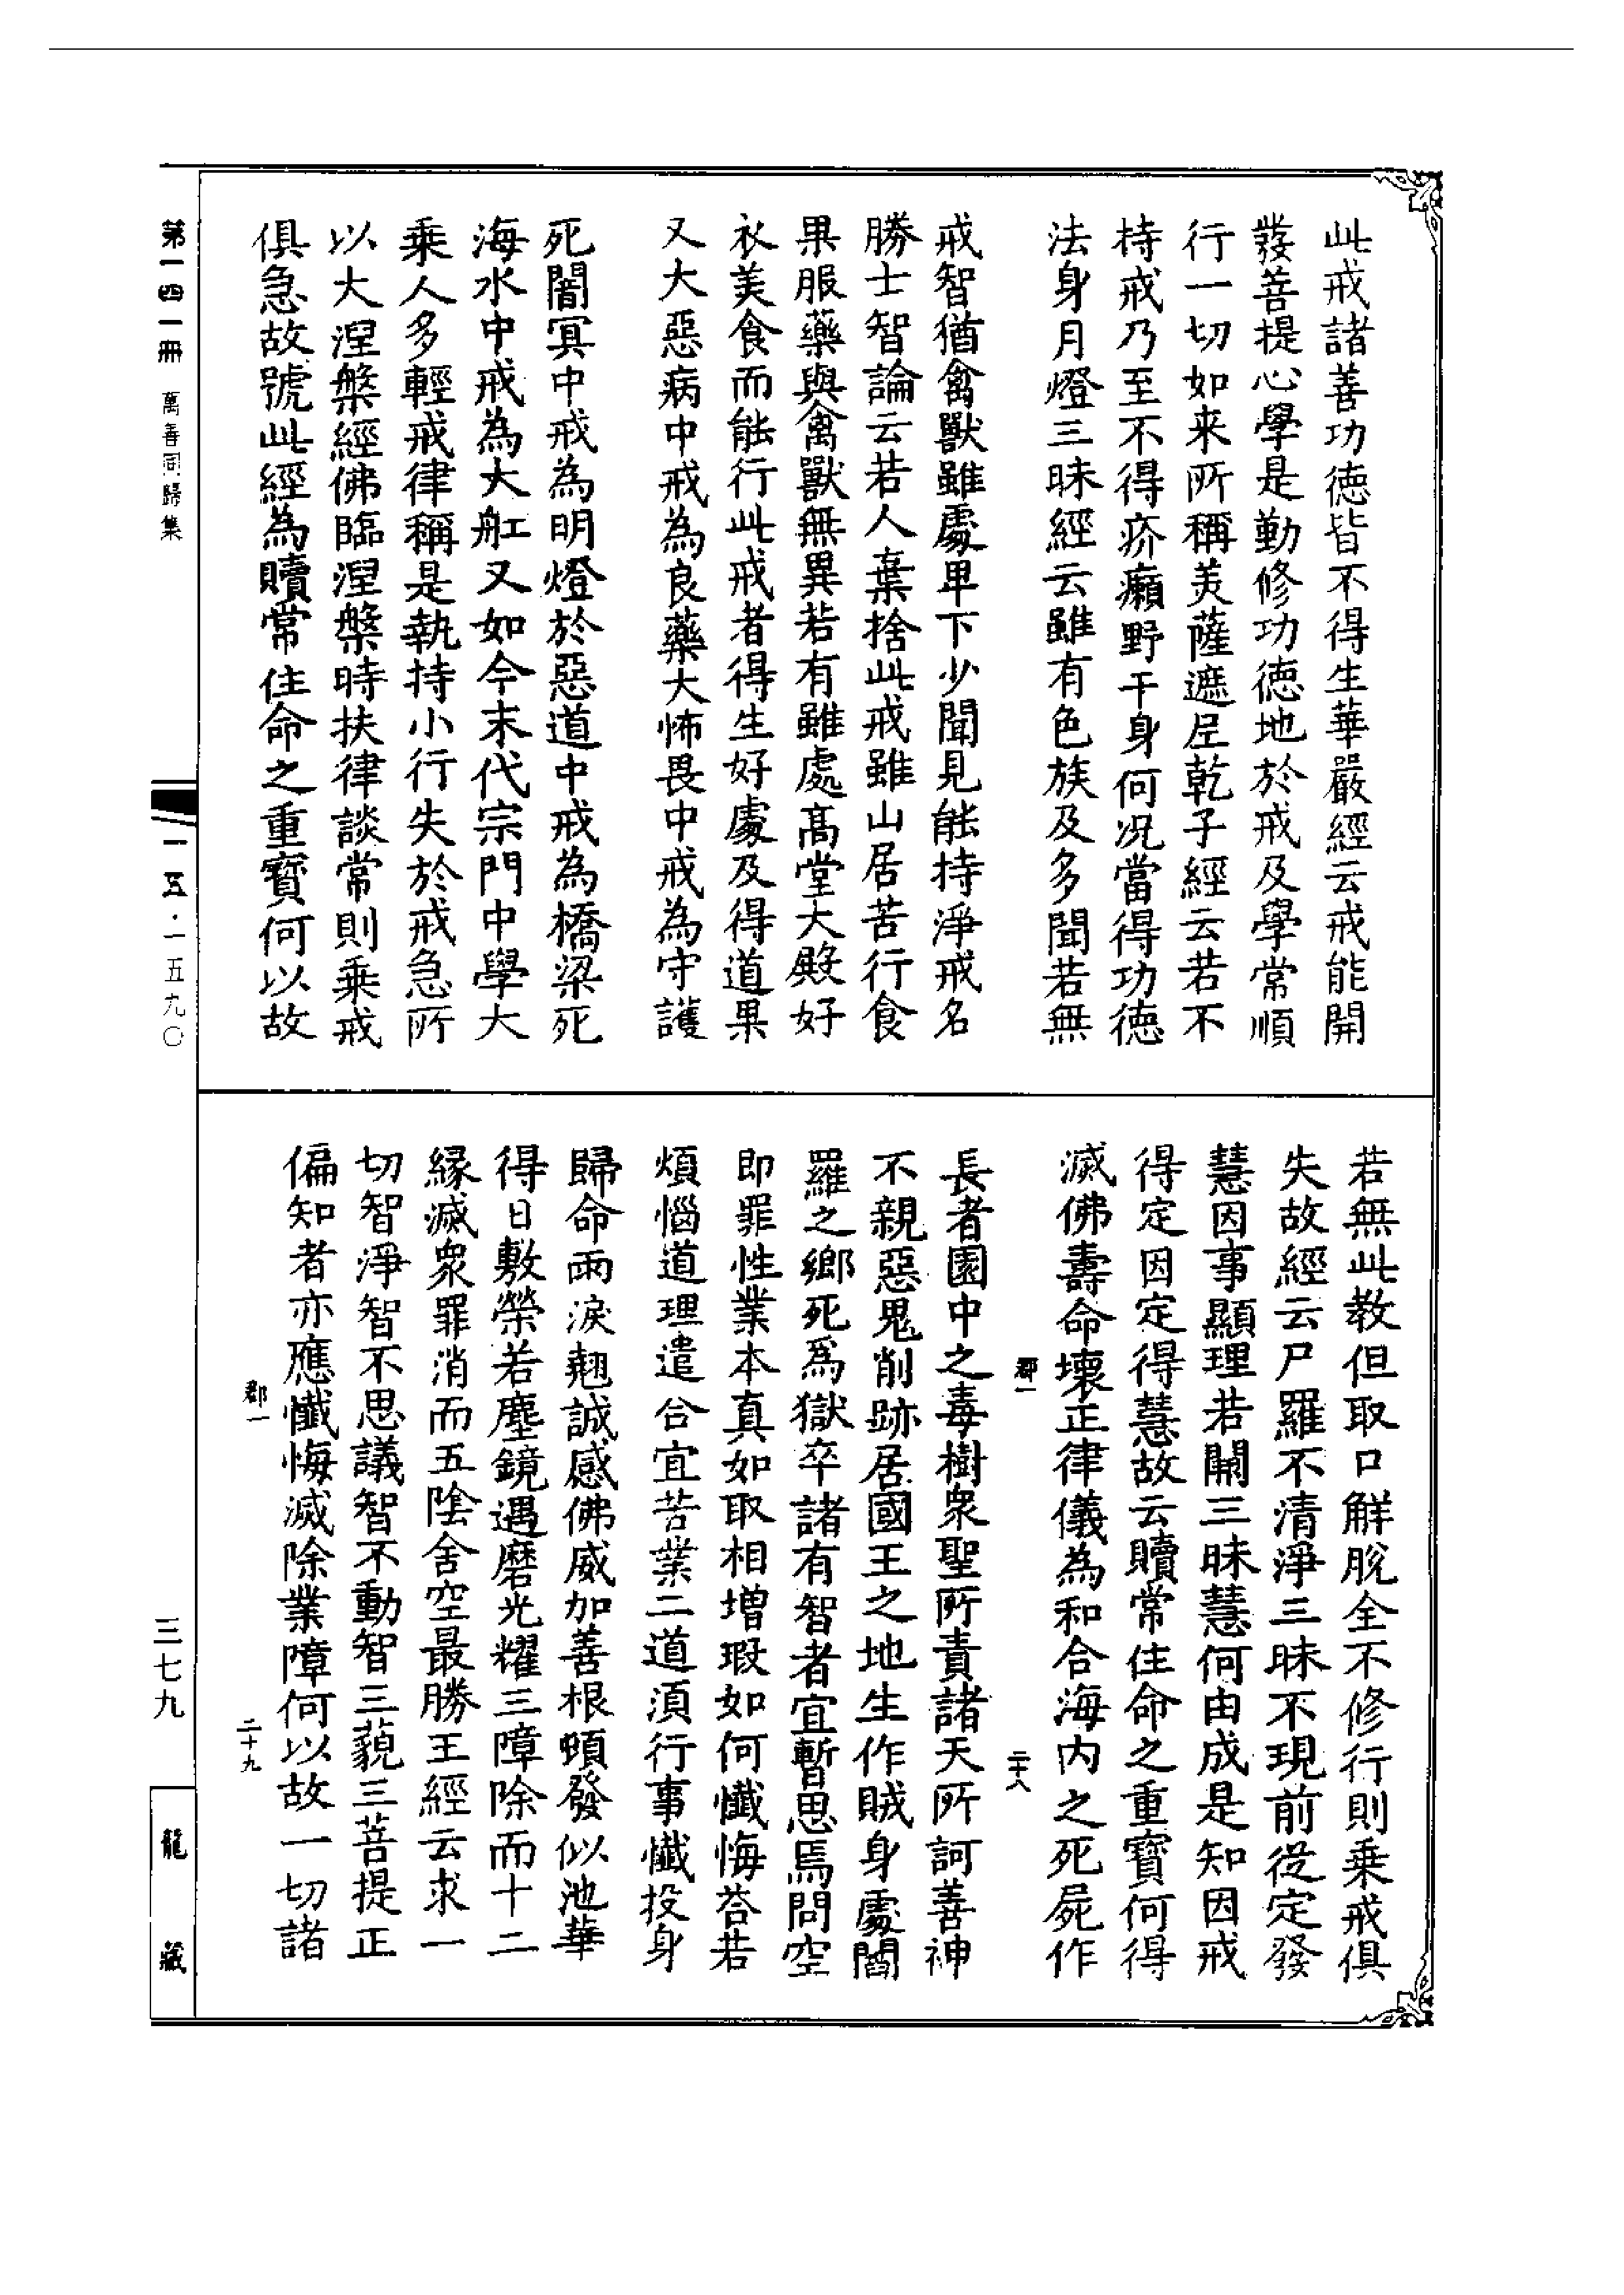 此戒諸善功德皆不得生華嚴經云戒能開
發菩提心學是勤修功德地於戒及學常順
行一切如来所稱羙薩遮尼乾子經云若不
持戒乃至不得疥癩野干身何况當得功德
法身月燈三昧經云雖有色族及多聞若無
戒智猶禽獸雖處卑下少聞見能持淨戒名
勝士智論云若人棄捨此戒雖山居苦行食
果服藥與禽獸無異若有雖處髙堂大殿好
衣美食而能行此戒者得生好處及得道果
又大惡病中戒為良藥大怖畏中戒為守護
死闇冥中戒為明燈於惡道中戒為橋梁死
海水中戒為大舡又如今末代宗門中學大
乗人多輕戒律稱是執持小行失於戒急所
以大涅槃經佛臨涅槃時扶律談常則乗戒
俱急故號此經為贖常住命之重寳何以故
若無此教但取口解脫全不修行則乗戒俱
失故經云尸羅不清淨三昧不現前從定發
慧因事顯理若闕三昧慧何由成是知因戒
得定因定得慧故云贖常住命之重寳何得
滅佛壽命壞正律儀為和合海内之死屍作
郡一
二十八
長者園中之毒樹衆聖所責諸天所訶善神
不親惡鬼削跡居國王之地生作賊身處閻
羅之鄉死爲獄卒諸有智者宜暫思焉問空
即罪性業本真如取相增瑕如何懺悔荅若
煩惱道理遣合宜苦業二道須行事懺投身
歸命雨淚翹誠感佛威加善根頓發似池華
得日敷榮若塵鏡遇磨光耀三障除而十二
緣滅衆罪消而五陰舍空最勝王經云求一
切智淨智不思議智不動智三藐三菩提正
偏知者亦應懺悔滅除業障何以故一切諸
郡一
二十九
第一四一冊
萬善同歸集
一五·一五九〇
三七九
龍藏